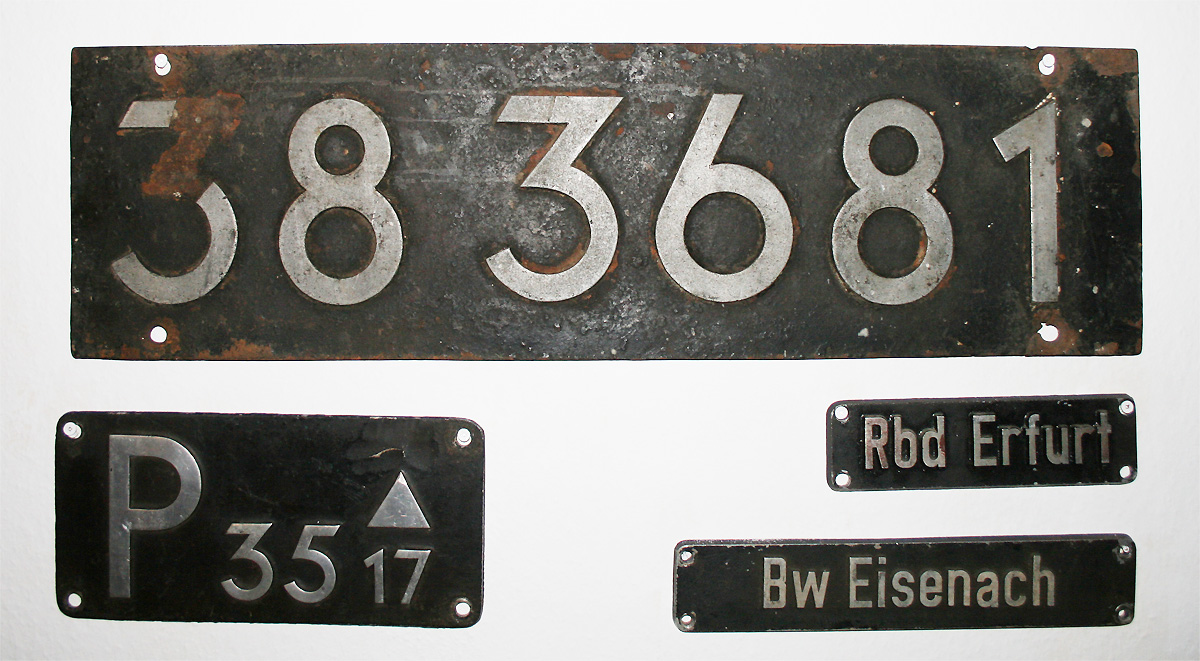 38 3681
P 35 17
Rbd Erfurt
Bw Eisenach